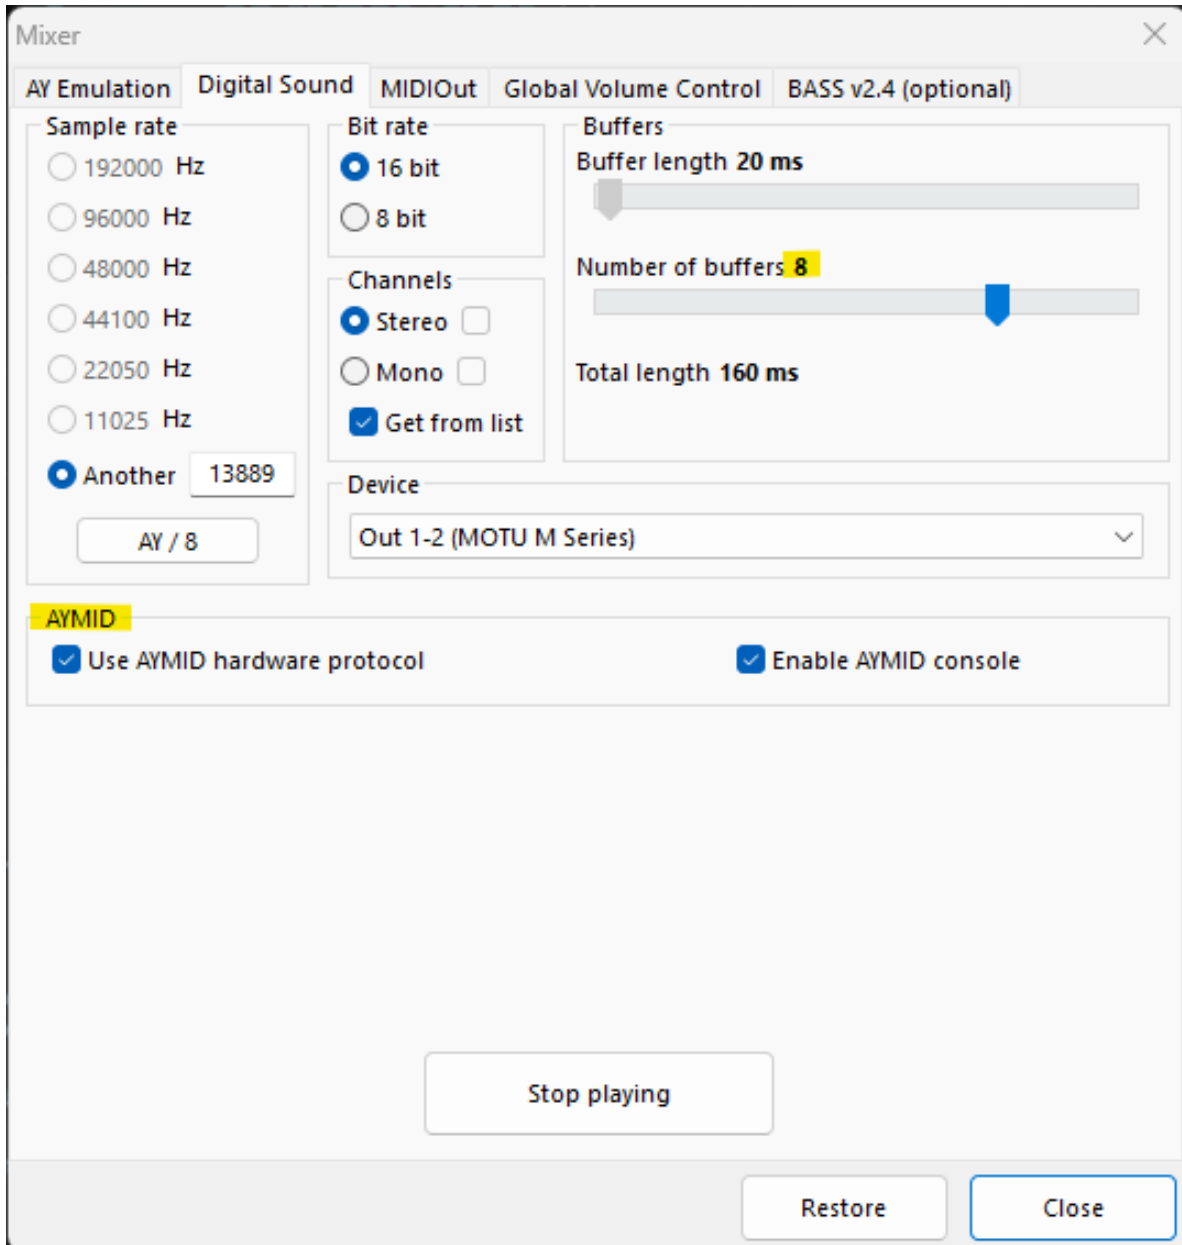 Mixer
AY Emulation
Digital Sound
MIDIOut
Global Volume Control
BASS v2.4 (optional)
Sample rate
192000 Hz
96000 Hz
48000 Hz
44100 Hz
22050 Hz
11025 Hz
Another 13889
AY / 8
Bit rate
16 bit
8 bit
Channels
Stereo
Mono
Get from list
Buffers
Buffer length 20 ms
Number of buffers 8
Total length 160 ms
Device
Out 1-2 (MOTU M Series)
AYMID
Use AYMID hardware protocol
Enable AYMID console
Stop playing
Restore
Close